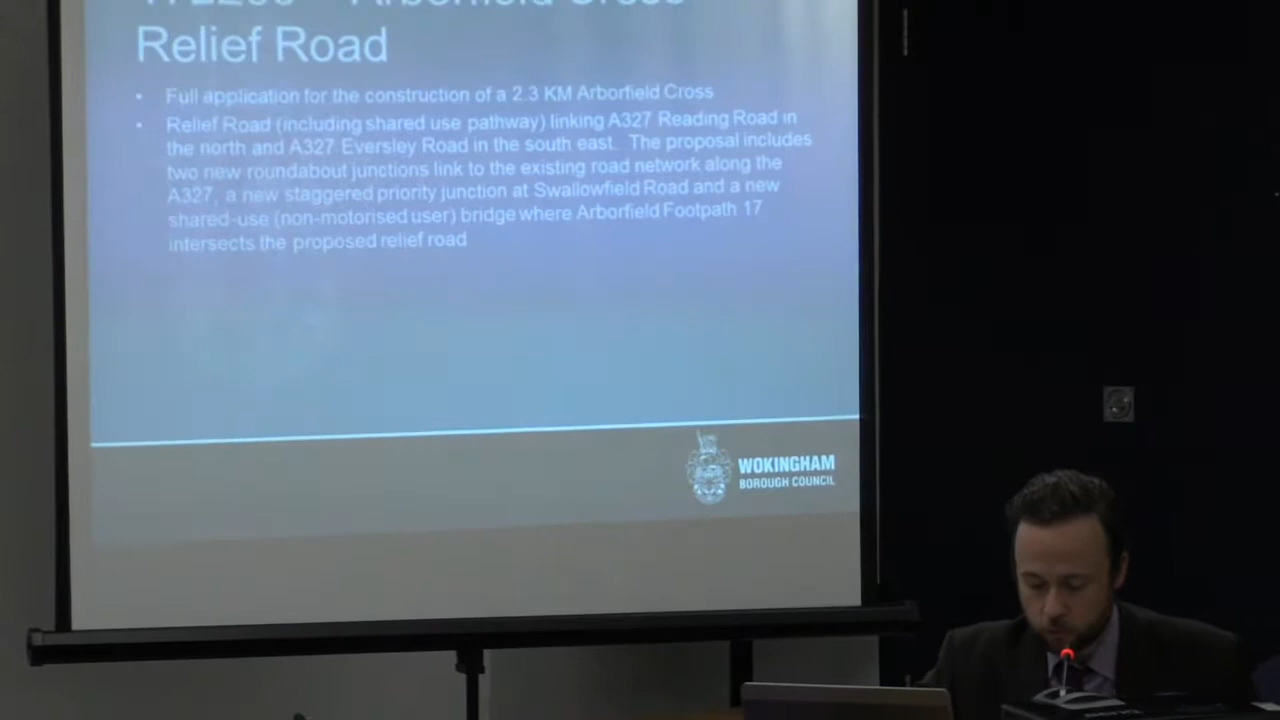 Arborfield Cross
Relief Road
• Full application for the construction of a 2.3 KM Arborfield Cross
• Relief Road (including shared use pathway) linking A327 Reading Road in
the north and A327 Eversley Road in the south east. The proposal includes
two new roundabout junctions link to the existing road network along the
A327, a new staggered priority junction at Swallowfield Road and a new
shared-use (non-motorised user) bridge where Arborfield Footpath 17
intersects the proposed relief road
WOKINGHAM
BOROUGH COUNCIL